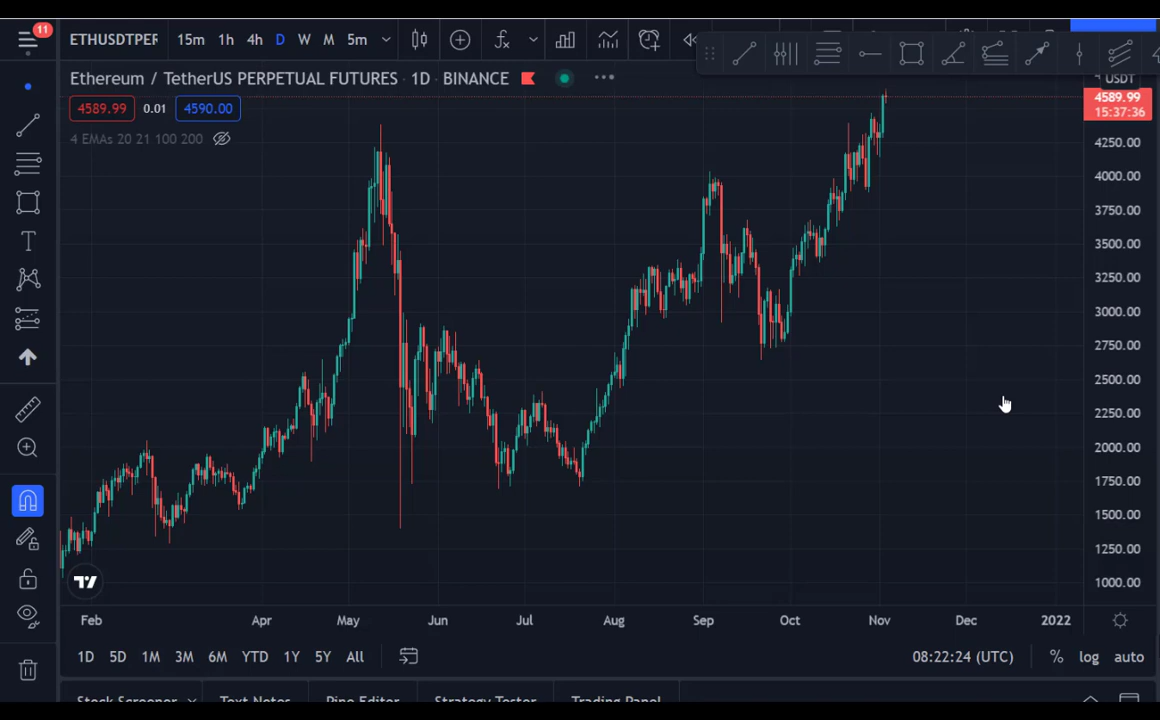 11
ETHUSDTPER 15m 1h 4h D W M 5m
Ethereum / TetherUS PERPETUAL FUTURES · 1D · BINANCE
USDT
4589.99 0.01 4590.00
4589.99
15:37:36
4 EMAs 20 21 100 200
4250.00
4000.00
3750.00
3500.00
3250.00
3000.00
2750.00
2500.00
2250.00
2000.00
1750.00
1500.00
1250.00
1000.00
Feb Apr May Jun Jul Aug Sep Oct Nov Dec 2022
1D 5D 1M 3M 6M YTD 1Y 5Y All 08:22:24 (UTC) % log auto
Stock Screener Text Notes Pine Editor Strategy Tester Trading Panel